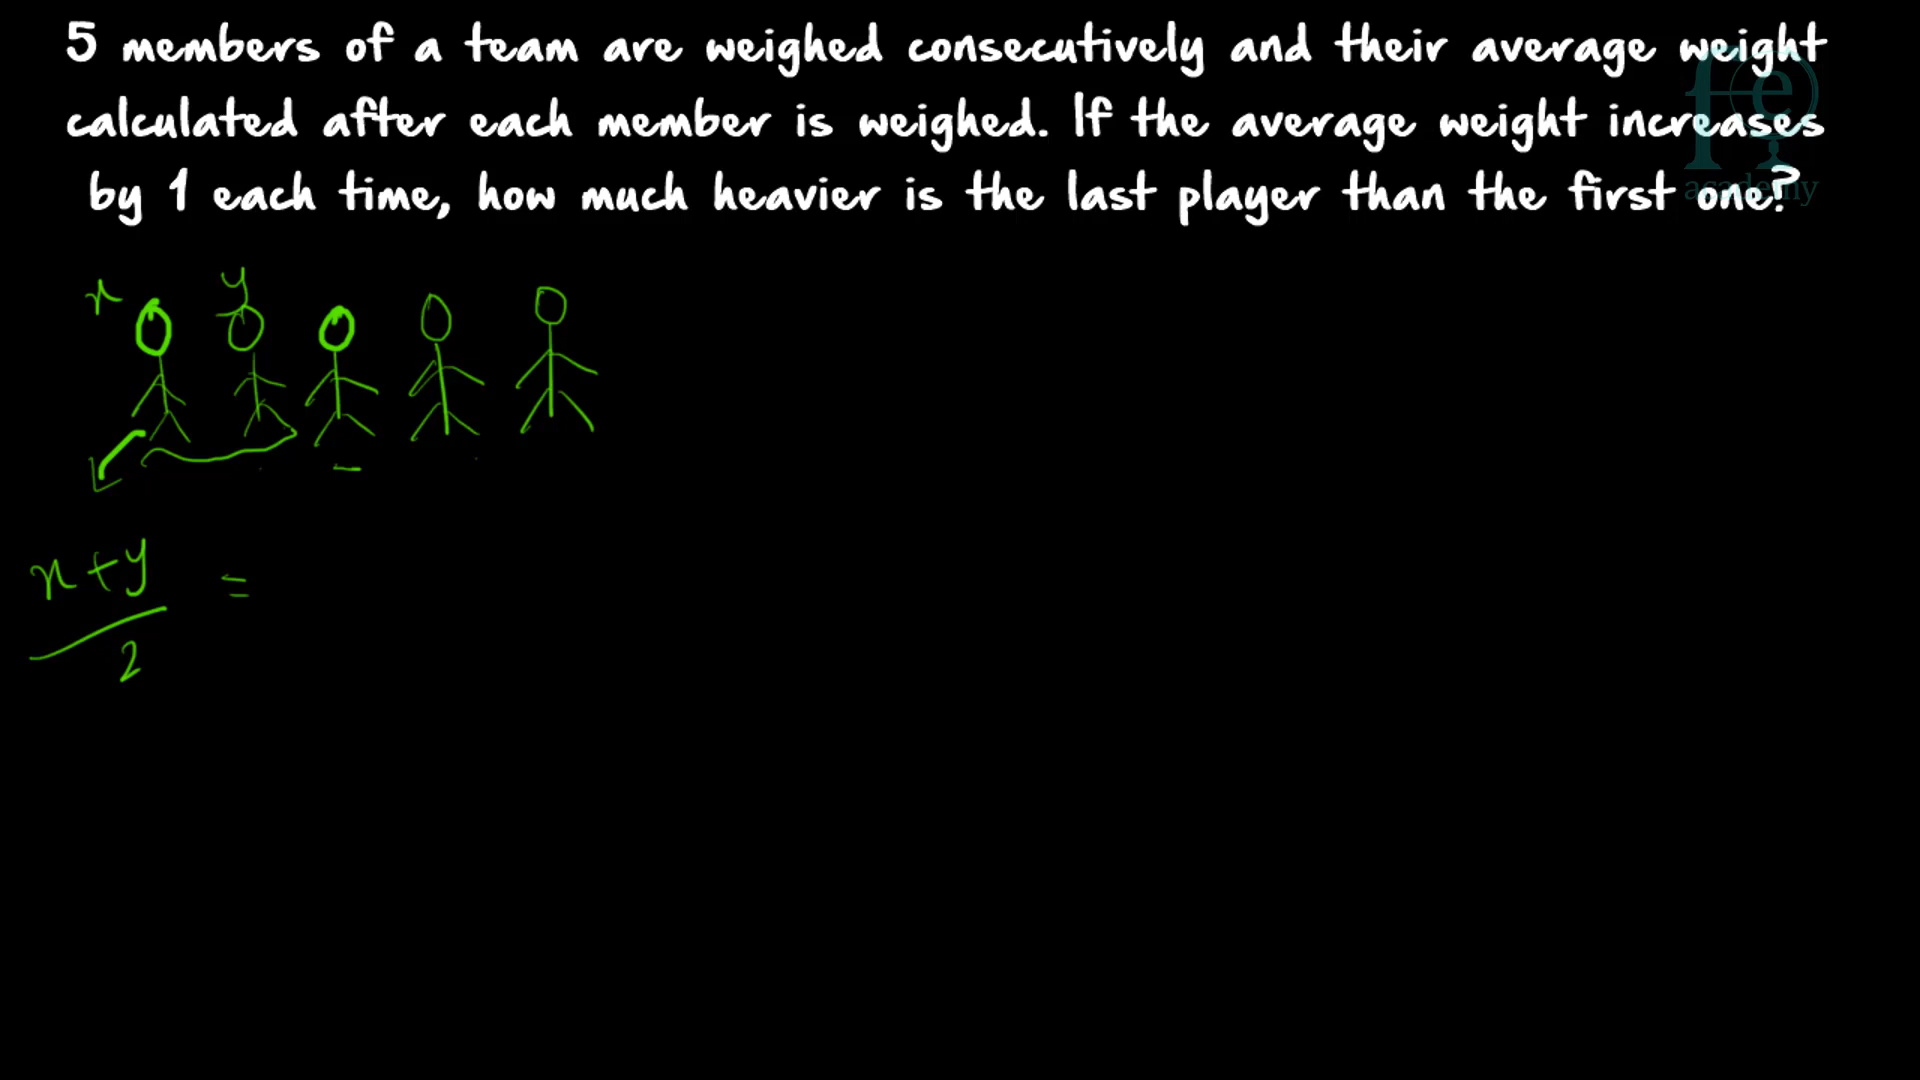 5 members of a team are weighed consecutively and their average weight
calculated after each member is weighed. If the average weight increases
by 1 each time, how much heavier is the last player than the first one?
fe
academy
x y
x + y
2
=